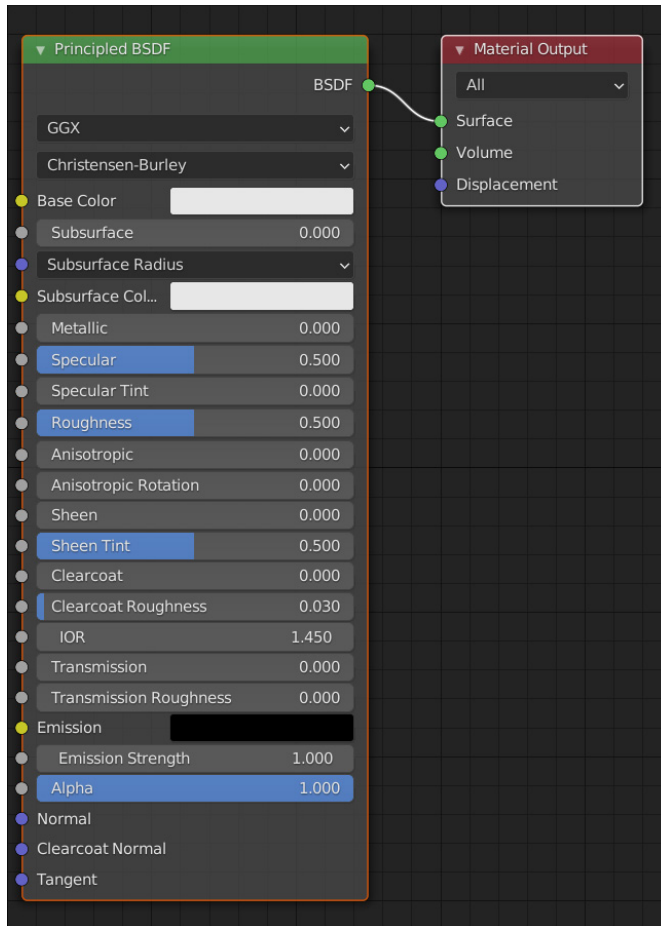 Principled BSDF
BSDF
GGX
Christensen-Burley
Base Color
Subsurface 0.000
Subsurface Radius
Subsurface Col...
Metallic 0.000
Specular 0.500
Specular Tint 0.000
Roughness 0.500
Anisotropic 0.000
Anisotropic Rotation 0.000
Sheen 0.000
Sheen Tint 0.500
Clearcoat 0.000
Clearcoat Roughness 0.030
IOR 1.450
Transmission 0.000
Transmission Roughness 0.000
Emission
Emission Strength 1.000
Alpha 1.000
Normal
Clearcoat Normal
Tangent
Material Output
All
Surface
Volume
Displacement